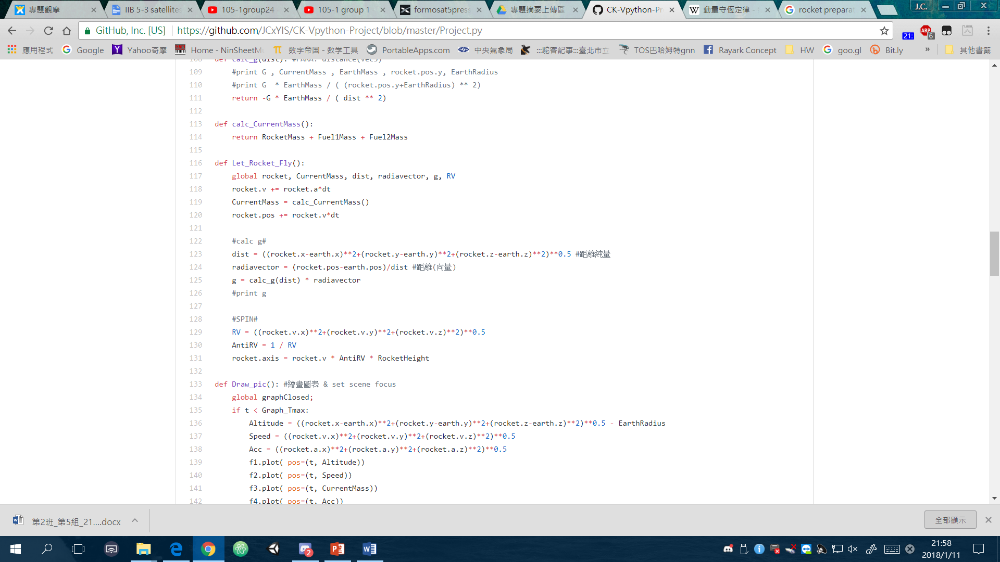 專題觀摩
IIB 5-3 satellites
105-1group24 -
105-1 group 1 -
formosat5press
專題摘要上傳區
CK-Vpython-Pr
動量守恆定律 -
rocket preparat
J.C.
GitHub, Inc. [US]
https://github.com/JCxYIS/CK-Vpython-Project/blob/master/Project.py
21:
ABP
6
應用程式
Google
Yahoo奇摩
Home - NinSheetMu
数字帝国 - 数学工具
PortableApps.com
中央氣象局
:::駝客記事:::臺北市立
TOS巴哈姆特gnn
Rayark Concept
HW
goo.gl
Bit.ly
»
其他書籤
108 def calc_g(dist): #PARA: distance(vec3)
109 #print G , CurrentMass , EarthMass , rocket.pos.y, EarthRadius
110 #print G  * EarthMass / ( (rocket.pos.y+EarthRadius) ** 2)
111 return -G * EarthMass / ( dist ** 2)
112
113 def calc_CurrentMass():
114 return RocketMass + Fuel1Mass + Fuel2Mass
115
116 def Let_Rocket_Fly():
117 global rocket, CurrentMass, dist, radiavector, g, RV
118 rocket.v += rocket.a*dt
119 CurrentMass = calc_CurrentMass()
120 rocket.pos += rocket.v*dt
121
122 #calc g#
123 dist = ((rocket.x-earth.x)**2+(rocket.y-earth.y)**2+(rocket.z-earth.z)**2)**0.5 #距離純量
124 radiavector = (rocket.pos-earth.pos)/dist #距離(向量)
125 g = calc_g(dist) * radiavector
126 #print g
127
128 #SPIN#
129 RV = ((rocket.v.x)**2+(rocket.v.y)**2+(rocket.v.z)**2)**0.5
130 AntiRV = 1 / RV
131 rocket.axis = rocket.v * AntiRV * RocketHeight
132
133 def Draw_pic(): #繪畫圖表 & set scene focus
134 global graphClosed;
135 if t < Graph_Tmax:
136 Altitude = ((rocket.x-earth.x)**2+(rocket.y-earth.y)**2+(rocket.z-earth.z)**2)**0.5 - EarthRadius
137 Speed = ((rocket.v.x)**2+(rocket.v.y)**2+(rocket.v.z)**2)**0.5
138 Acc = ((rocket.a.x)**2+(rocket.a.y)**2+(rocket.a.z)**2)**0.5
139 f1.plot( pos=(t, Altitude))
140 f2.plot( pos=(t, Speed))
141 f3.plot( pos=(t, CurrentMass))
142 f4.plot( pos=(t, Acc))
第2班_第5組_21....docx
全部顯示
2
21:58
2018/1/11